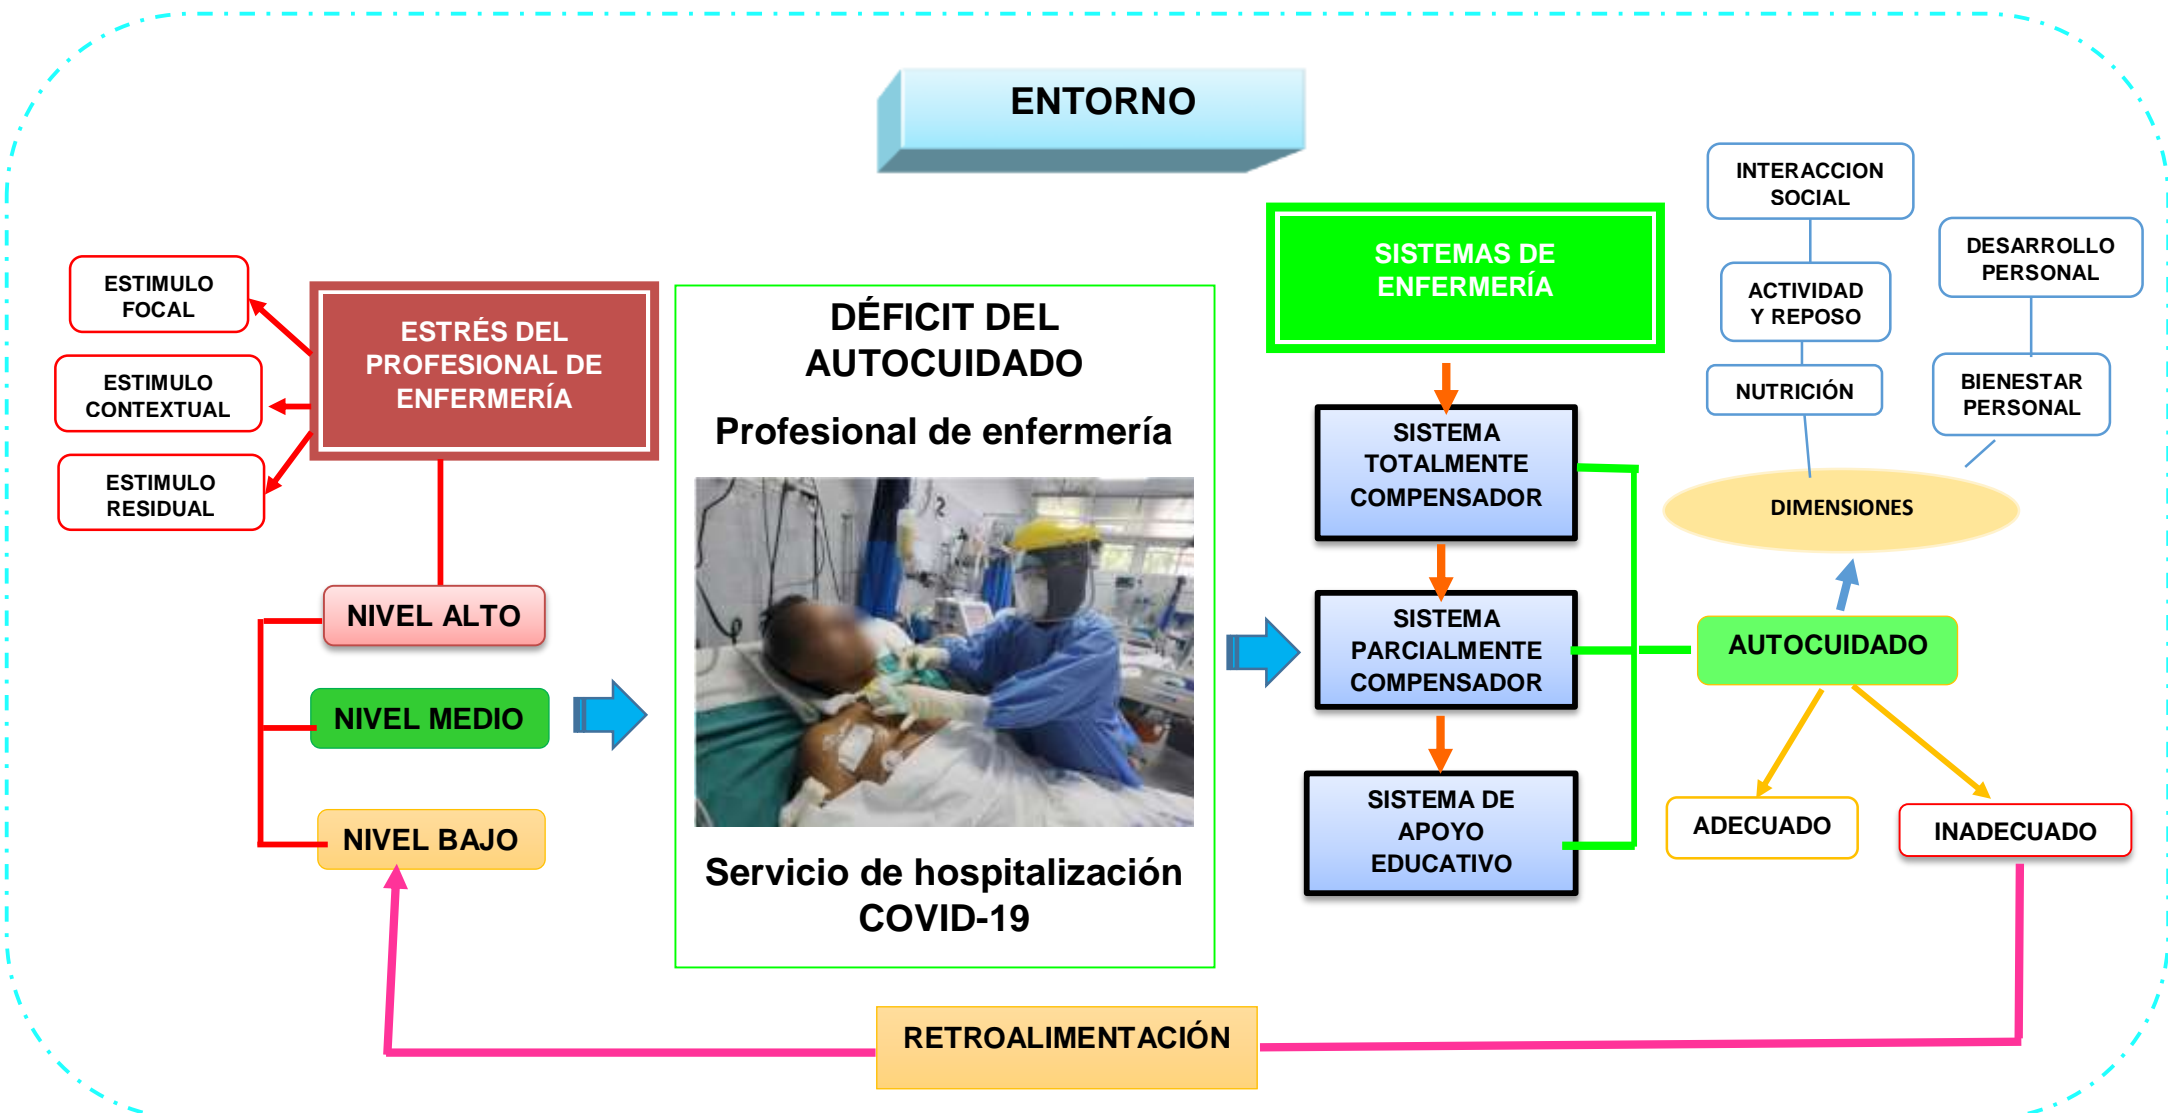 ENTORNO
ESTIMULO
FOCAL
ESTIMULO
CONTEXTUAL
ESTIMULO
RESIDUAL
ESTRÉS DEL
PROFESIONAL DE
ENFERMERÍA
NIVEL ALTO
NIVEL MEDIO
NIVEL BAJO
DÉFICIT DEL
AUTOCUIDADO
Profesional de enfermería
Servicio de hospitalización
COVID-19
SISTEMAS DE
ENFERMERÍA
SISTEMA
TOTALMENTE
COMPENSADOR
SISTEMA
PARCIALMENTE
COMPENSADOR
SISTEMA DE
APOYO
EDUCATIVO
INTERACCION
SOCIAL
ACTIVIDAD
Y REPOSO
NUTRICIÓN
DESARROLLO
PERSONAL
BIENESTAR
PERSONAL
DIMENSIONES
AUTOCUIDADO
ADECUADO
INADECUADO
RETROALIMENTACIÓN